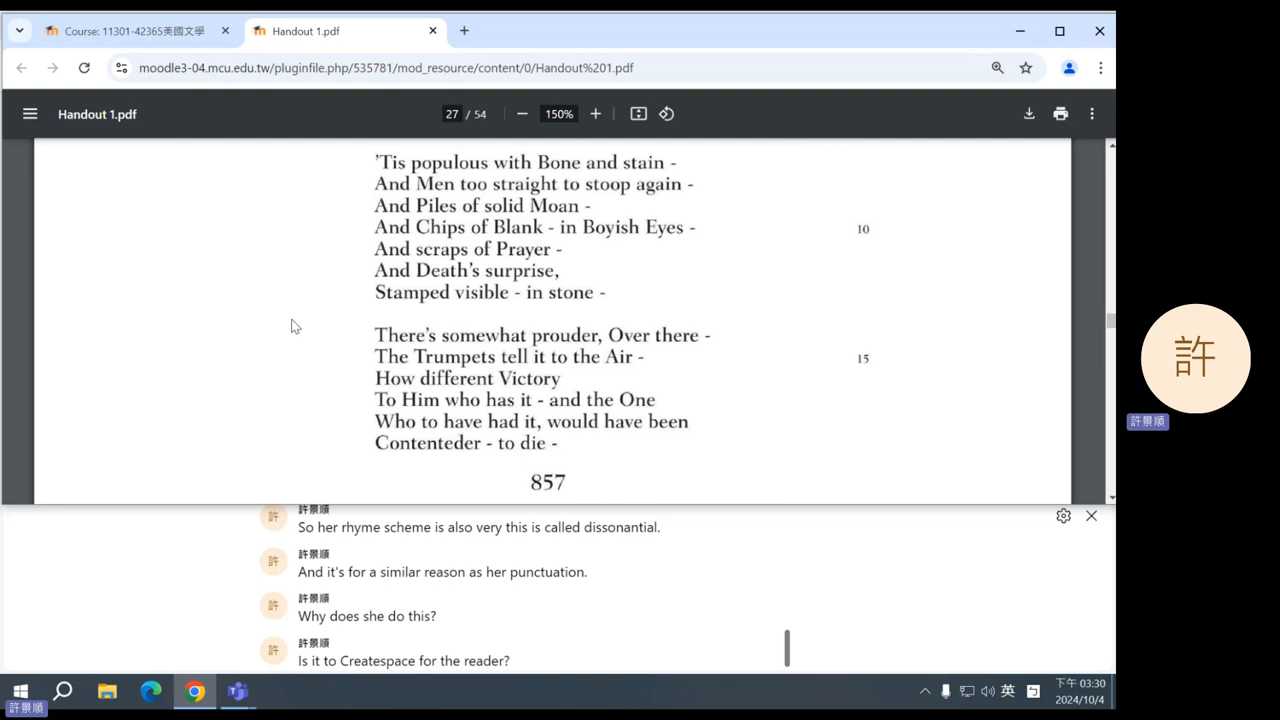 Course: 11301-42365美國文學
Handout 1.pdf
moodle3-04.mcu.edu.tw/pluginfile.php/535781/mod_resource/content/0/Handout%201.pdf
Handout 1.pdf
27 / 54
150%
’Tis populous with Bone and stain -
And Men too straight to stoop again -
And Piles of solid Moan -
And Chips of Blank - in Boyish Eyes - 10
And scraps of Prayer -
And Death’s surprise,
Stamped visible - in stone -
There’s somewhat prouder, Over there -
The Trumpets tell it to the Air - 15
How different Victory
To Him who has it - and the One
Who to have had it, would have been
Contenteder - to die -
857
許
許景順
許 許景順
So her rhyme scheme is also very this is called dissonantial.
許 許景順
And it's for a similar reason as her punctuation.
許 許景順
Why does she do this?
許 許景順
Is it to Createspace for the reader?
英
下午 03:30
2024/10/4
許景順